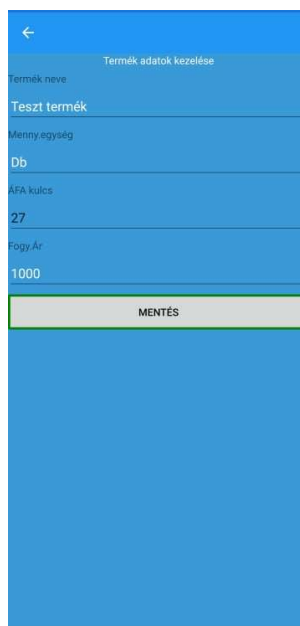 Termék adatok kezelése
Termék neve
Teszt termék
Menny.egység
Db
ÁFA kulcs
27
Fogy.Ár
1000
MENTÉS